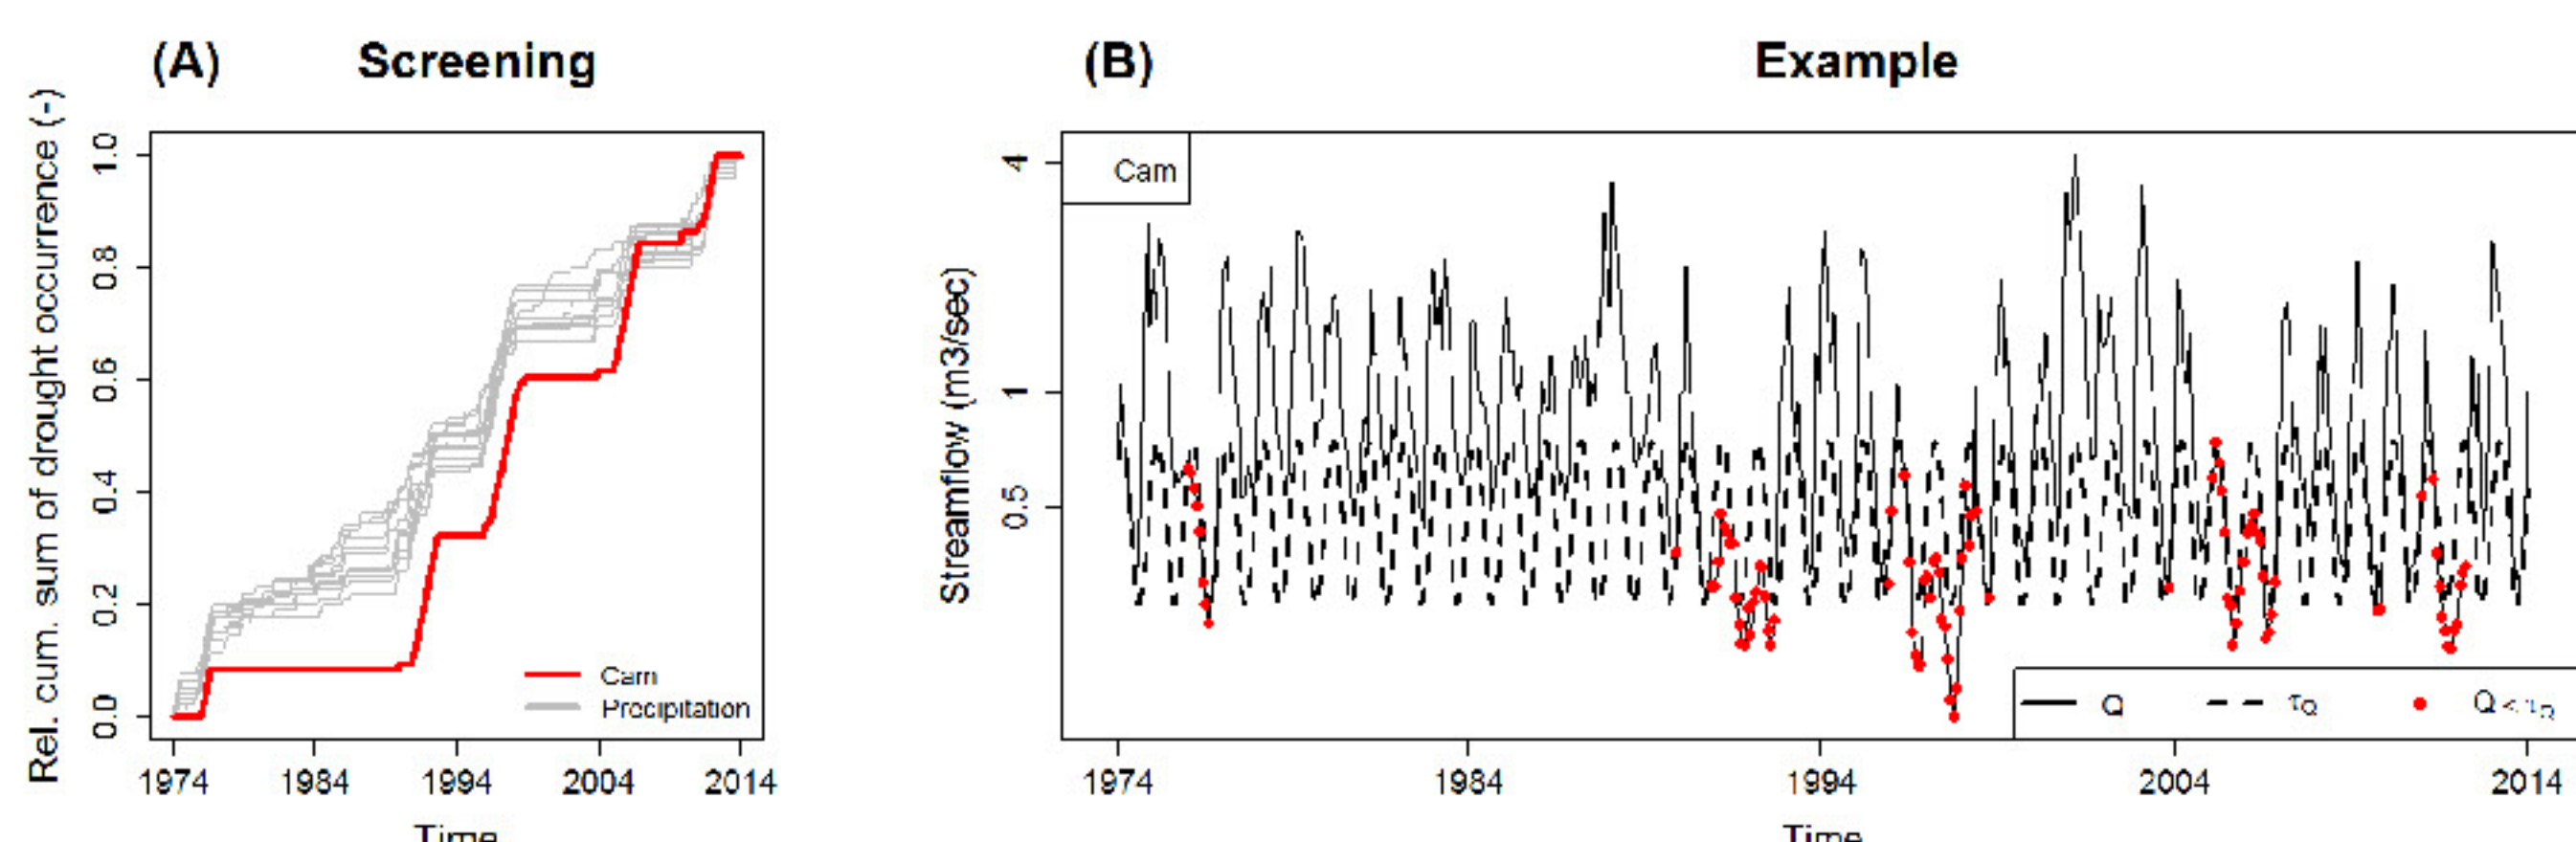 (A) Screening
Rel. cum. sum of drought occurrence (-)
1.0
0.8
0.6
0.4
0.2
0.0
Cam
Precipitation
1974 1984 1994 2004 2014
Time
(B) Example
Cam
Streamflow (m3/sec)
4
1
0.5
Q τQ Q < τQ
1974 1984 1994 2004 2014
Time